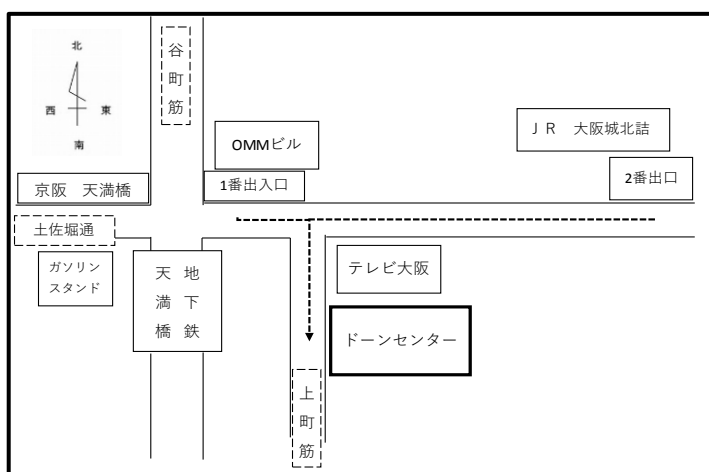 北
西 東
南
谷町筋
OMMビル
JR 大阪城北詰
京阪 天満橋
1番出入口
2番出口
土佐堀通
ガソリン
スタンド
地下鉄
天満橋
テレビ大阪
ドーンセンター
上町筋